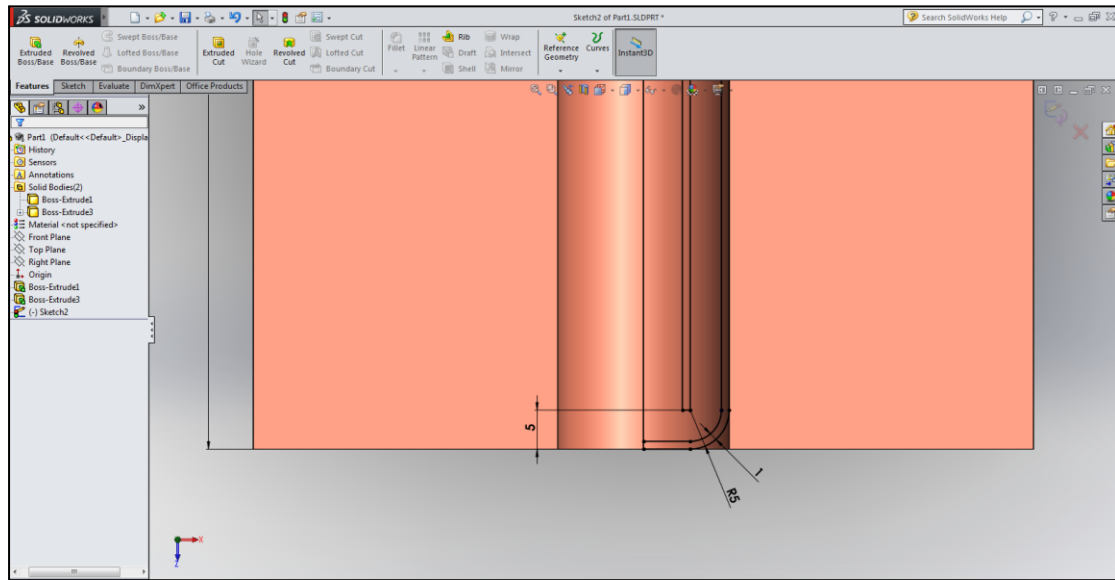 SOLIDWORKS
Sketch2 of Part1.SLDPRT *
Search SolidWorks Help
Extruded Boss/Base
Revolved Boss/Base
Swept Boss/Base
Lofted Boss/Base
Boundary Boss/Base
Extruded Cut
Hole Wizard
Revolved Cut
Swept Cut
Lofted Cut
Boundary Cut
Fillet
Linear Pattern
Rib
Draft
Shell
Wrap
Intersect
Mirror
Reference Geometry
Curves
Instant3D
Features
Sketch
Evaluate
DimXpert
Office Products
Part1 (Default<<Default>_Displa
History
Sensors
Annotations
Solid Bodies(2)
Boss-Extrude1
Boss-Extrude3
Material <not specified>
Front Plane
Top Plane
Right Plane
Origin
Boss-Extrude1
Boss-Extrude3
(-) Sketch2
5
1
R5
X
Z